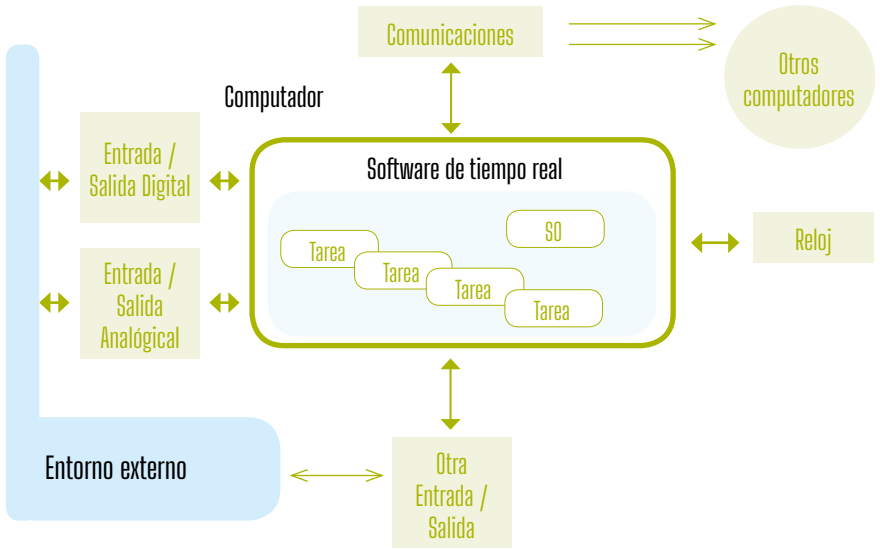 Comunicaciones
Otros
computadores
Computador
Entrada /
Salida Digital
Software de tiempo real
SO
Tarea
Tarea
Tarea
Tarea
Reloj
Entrada /
Salida
Analógical
Entorno externo
Otra
Entrada /
Salida